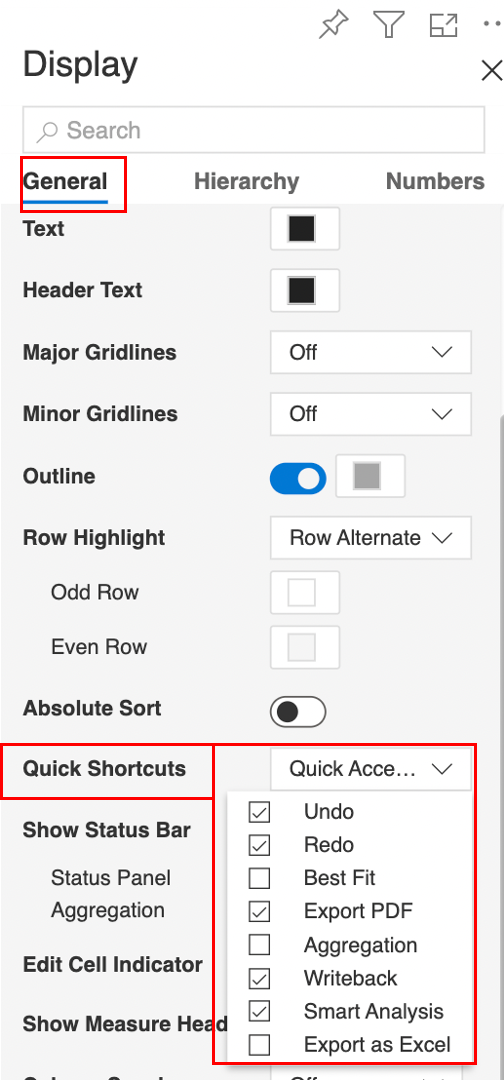 Display
Search
General Hierarchy Numbers
Text
Header Text
Major Gridlines Off
Minor Gridlines Off
Outline
Row Highlight Row Alternate
Odd Row
Even Row
Absolute Sort
Quick Shortcuts Quick Acce...
Undo
Show Status Bar
Redo
Status Panel Best Fit
Aggregation Export PDF
Aggregation
Edit Cell Indicator Writeback
Show Measure Head Smart Analysis
Export as Excel